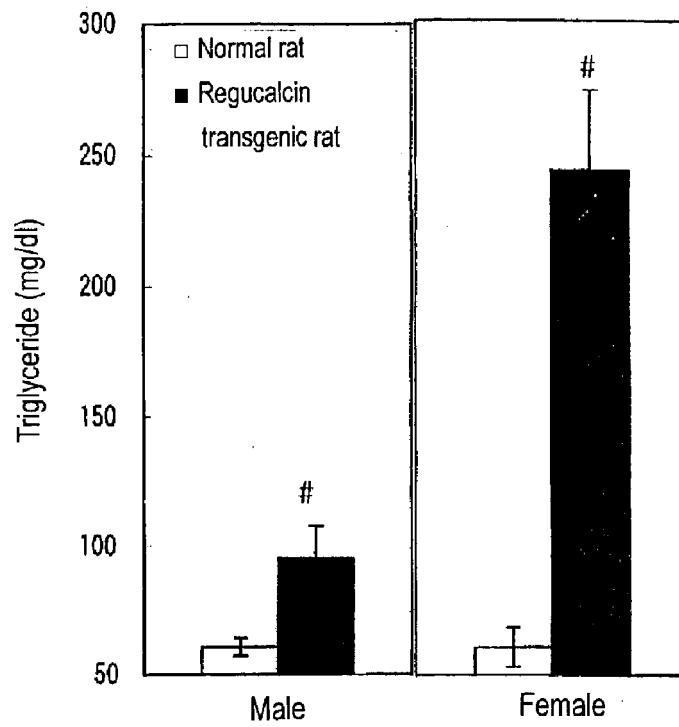 300
250
200
150
100
50
Triglyceride (mg/dl)
□ Normal rat
■ Regucalcin
transgenic rat
#
#
Male
Female